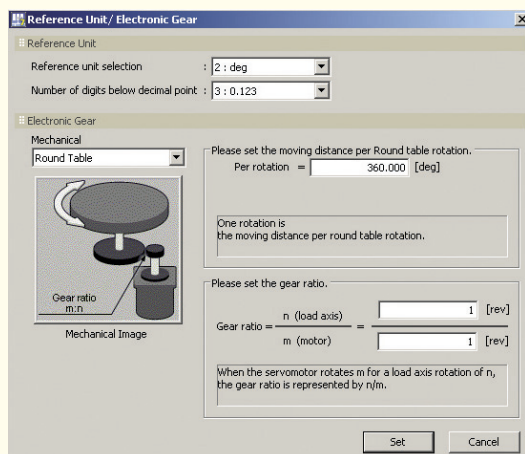 Reference Unit/ Electronic Gear
Reference Unit
Reference unit selection : 2 : deg
Number of digits below decimal point : 3 : 0.123
Electronic Gear
Mechanical
Round Table
Gear ratio
m:n
Mechanical Image
Please set the moving distance per Round table rotation.
Per rotation = 360.000 [deg]
One rotation is
the moving distance per round table rotation.
Please set the gear ratio.
Gear ratio = n (load axis) = 1 [rev]
m (motor) 1 [rev]
When the servomotor rotates m for a load axis rotation of n,
the gear ratio is represented by n/m.
Set Cancel